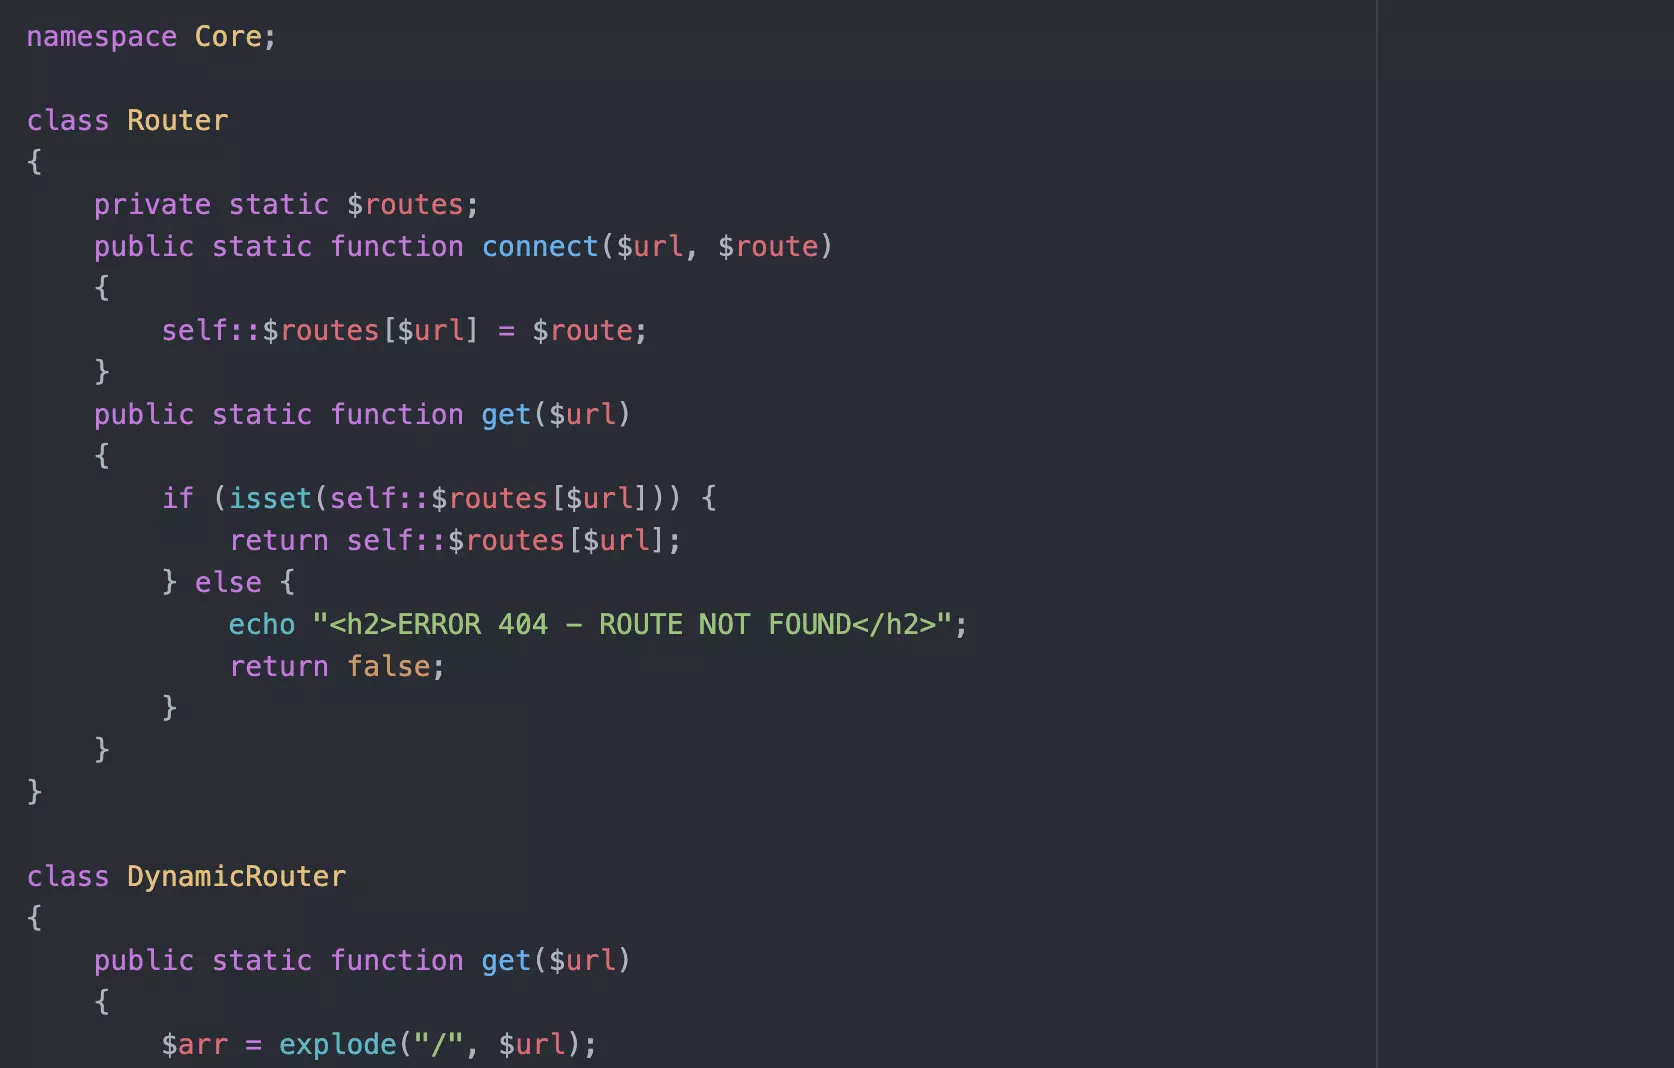 namespace Core;

class Router
{
    private static $routes;
    public static function connect($url, $route)
    {
        self::$routes[$url] = $route;
    }
    public static function get($url)
    {
        if (isset(self::$routes[$url])) {
            return self::$routes[$url];
        } else {
            echo "<h2>ERROR 404 - ROUTE NOT FOUND</h2>";
            return false;
        }
    }
}

class DynamicRouter
{
    public static function get($url)
    {
        $arr = explode("/", $url);